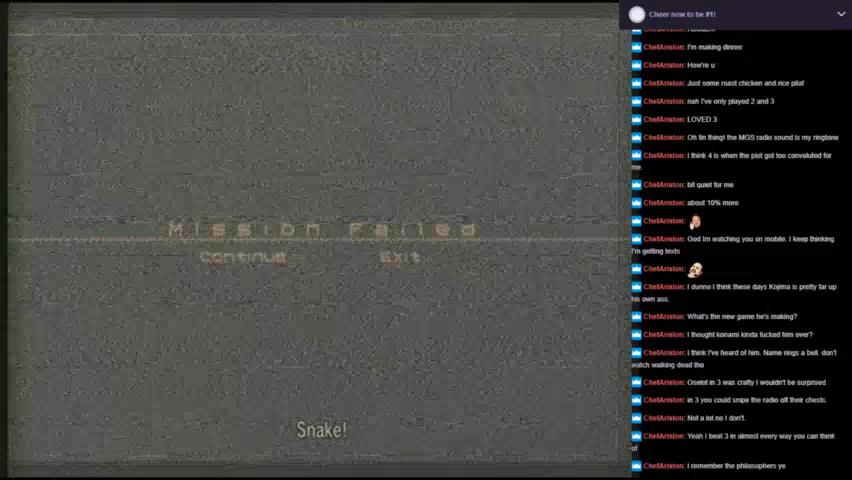 Mission Failed
Continue Exit
Snake!
Cheer now to be #1!
ChefAriston: I'm making dinner
ChefAriston: How're u
ChefAriston: Just some roast chicken and rice pilaf
ChefAriston: nah I've only played 2 and 3
ChefAriston: LOVED 3
ChefAriston: Oh fin thing! the MGS radio sound is my ringtone
ChefAriston: I think 4 is when the plot got too convoluted for
me.
ChefAriston: bit quiet for me
ChefAriston: about 10% more
ChefAriston:
ChefAriston: God Im watching you on mobile. I keep thinking
I'm getting texts
ChefAriston:
ChefAriston: I dunno I think these days Kojima is pretty far up
his own ass.
ChefAriston: What's the new game he's making?
ChefAriston: I thought konami kinda fucked him over?
ChefAriston: I think I've heard of him. Name rings a bell. don't
watch walking dead tho
ChefAriston: Oselot in 3 was crafty I wouldn't be surprised
ChefAriston: in 3 you could snipe the radio off their chests.
ChefAriston: Not a lot no I don't.
ChefAriston: Yeah I beat 3 in almost every way you can think
of
ChefAriston: I remember the philosophers ye